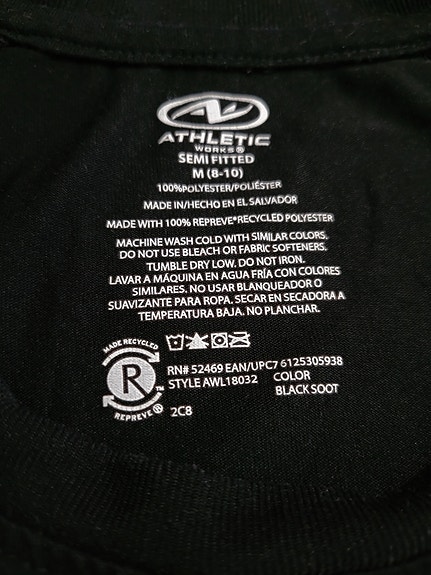 AW
ATHLETIC
WORKS®
SEMI FITTED
M (8-10)
100%POLYESTER/POLIÉSTER
MADE IN/HECHO EN EL SALVADOR
MADE WITH 100% REPREVE®RECYCLED POLYESTER
MACHINE WASH COLD WITH SIMILAR COLORS.
DO NOT USE BLEACH OR FABRIC SOFTENERS.
TUMBLE DRY LOW. DO NOT IRON.
LAVAR A MÁQUINA EN AGUA FRÍA CON COLORES
SIMILARES. NO USAR BLANQUEADOR O
SUAVIZANTE PARA ROPA. SECAR EN SECADORA A
TEMPERATURA BAJA. NO PLANCHAR.
MADE RECYCLED
R
™
REPREVE®
RN# 52469 EAN/UPC7 6125305938
STYLE AWL18032 COLOR
BLACK SOOT
2C8